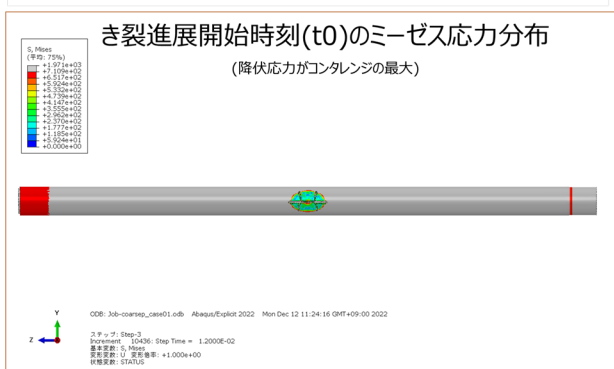 き裂進展開始時刻(t0)のミーゼス応力分布
(降伏応力がコンタレンジの最大)
S, Mises
(平均: 75%)
+1.971e+03
+7.109e+02
+6.517e+02
+5.924e+02
+5.332e+02
+4.739e+02
+4.147e+02
+3.555e+02
+2.962e+02
+2.370e+02
+1.777e+02
+1.185e+02
+5.924e+01
+0.000e+00
Y
Z
X
ODB: Job-coarsep_case01.odb Abaqus/Explicit 2022 Mon Dec 12 11:24:16 GMT+09:00 2022
ステップ: Step-3
Increment 10436: Step Time = 1.2000E-02
基本変数: S, Mises
変形変数: U 変形倍率: +1.000e+00
状態変数: STATUS